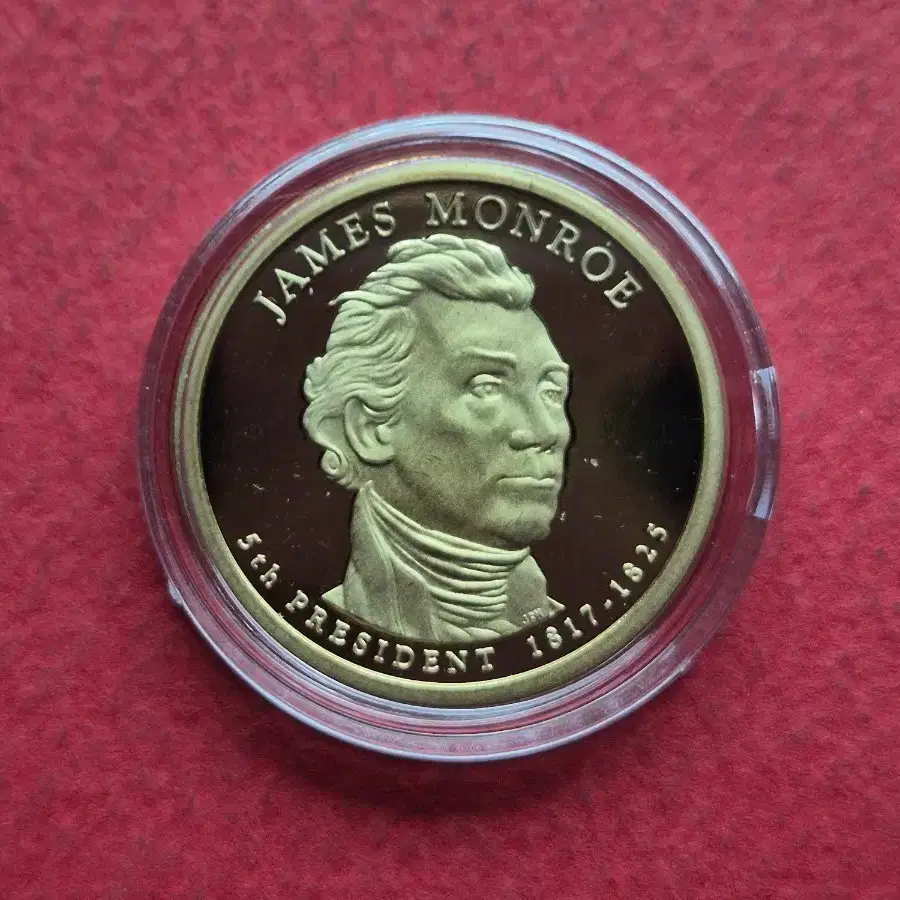 JAMES MONROE
5th PRESIDENT 1817-1825